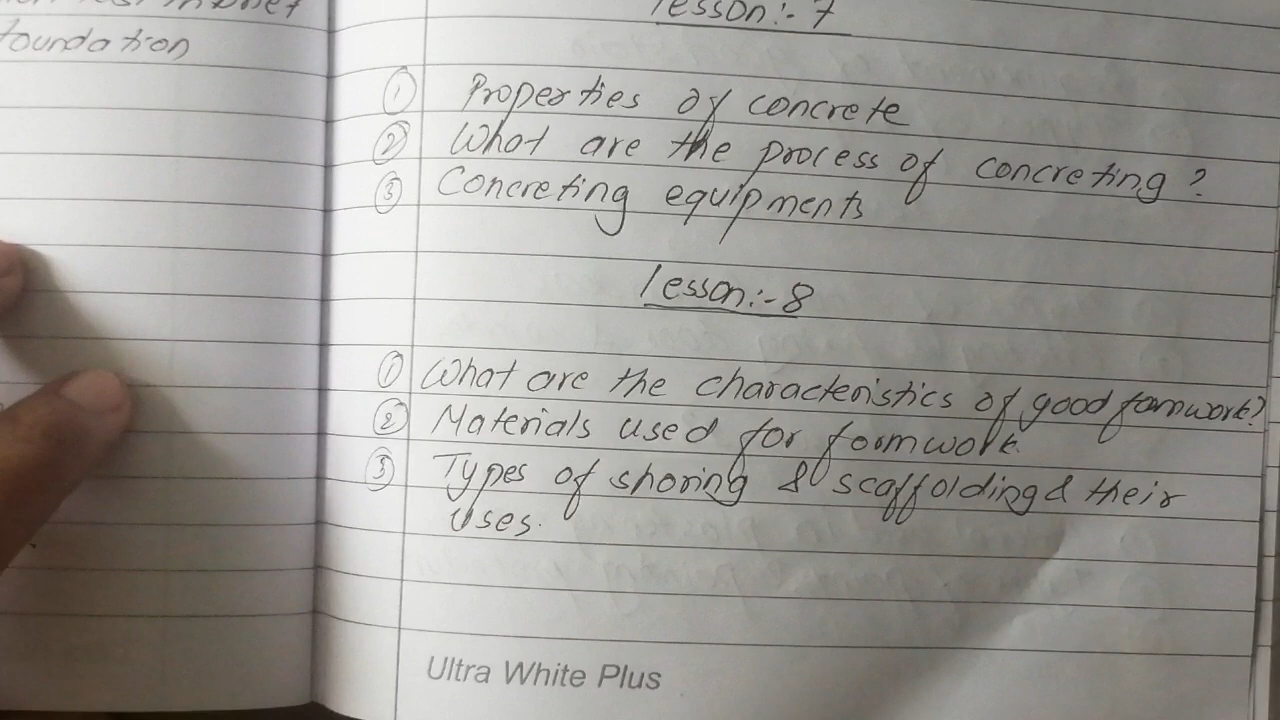 foundation
lesson:- 7
① Properties of concrete
② What are the process of concreting?
③ Concreting equipments
lesson:- 8
① What are the characteristics of good formwork?
② Materials used for formwork.
③ Types of shoring & scaffolding & their
uses.
Ultra White Plus